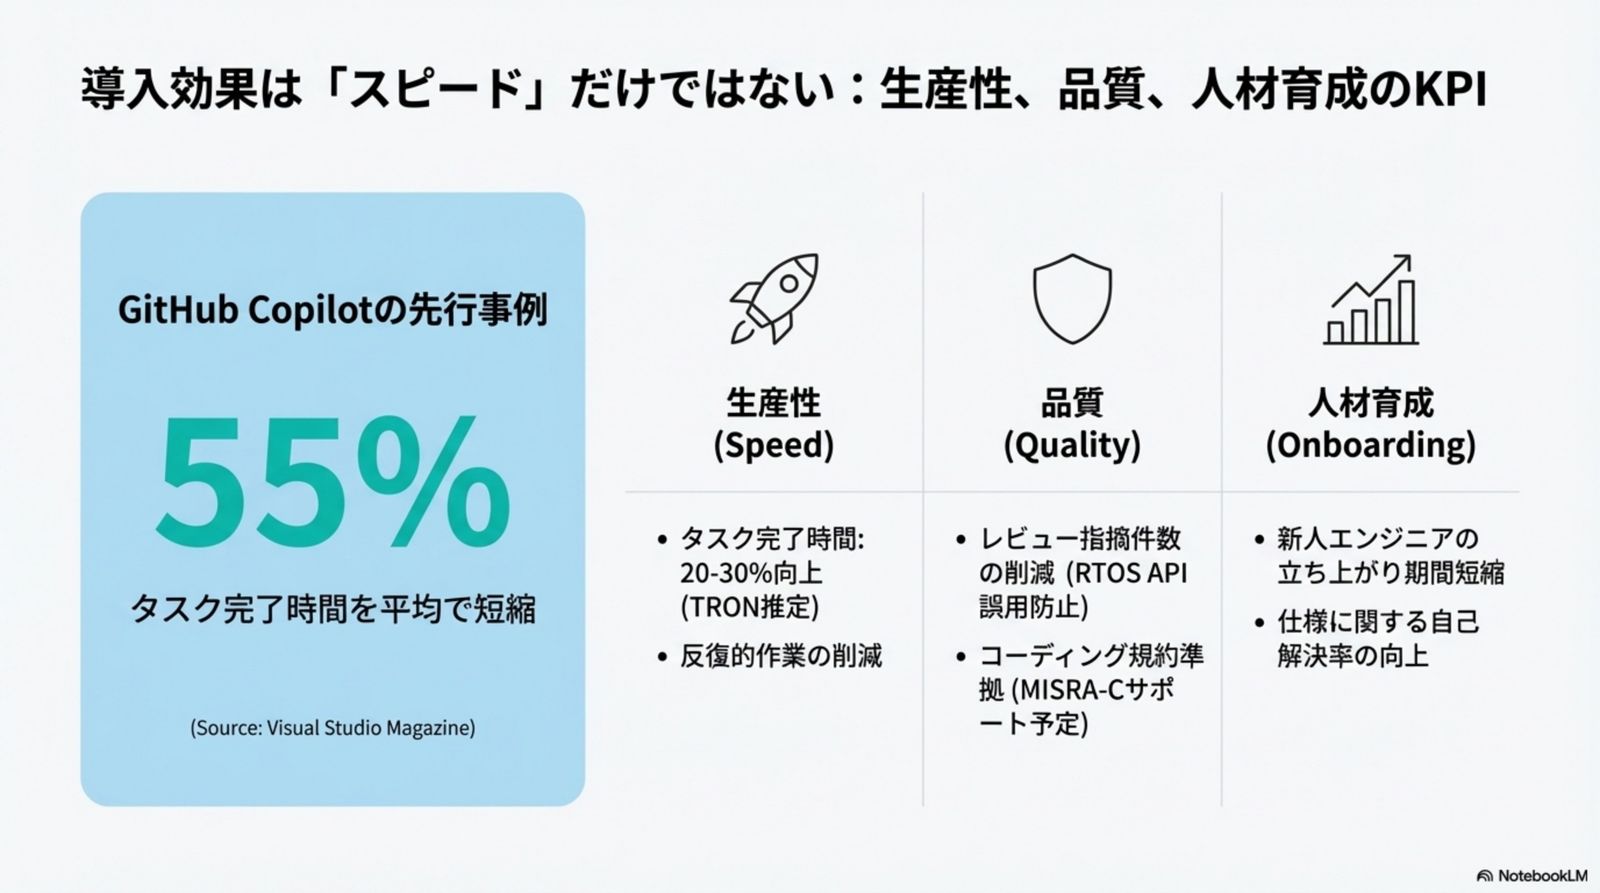 導入効果は「スピード」だけではない：生産性、品質、人材育成のKPI
GitHub Copilotの先行事例
55%
タスク完了時間を平均で短縮
(Source: Visual Studio Magazine)
生産性
(Speed)
• タスク完了時間:
20-30%向上
(TRON推定)
• 反復的作業の削減
品質
(Quality)
• レビュー指摘件数
の削減 (RTOS API
誤用防止)
• コーディング規約準
拠 (MISRA-Cサポ
ート予定)
人材育成
(Onboarding)
• 新人エンジニアの
立ち上がり期間短縮
• 仕様に関する自己
解決率の向上
NotebookLM